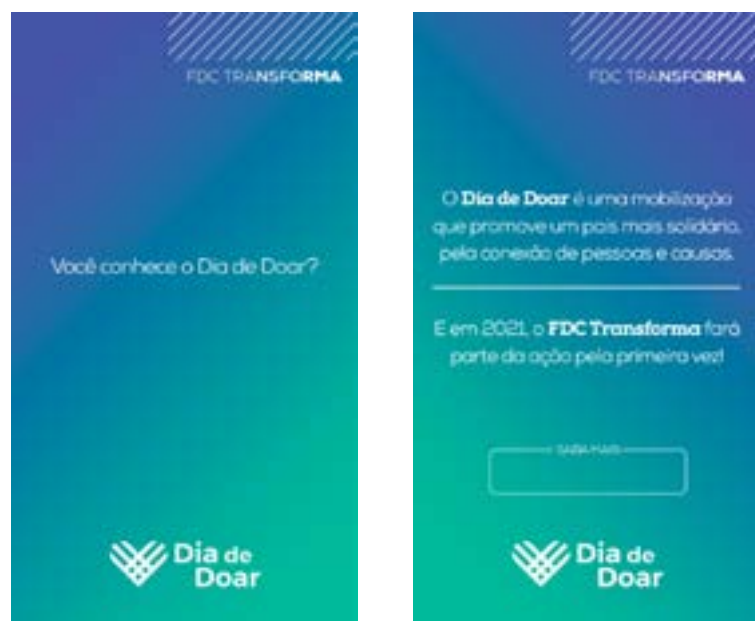 FDC TRANSFORMA
Você conhece o Dia de Doar?
Dia de
Doar
FDC TRANSFORMA
O Dia de Doar é uma mobilização
que promove um país mais solidário,
pela conexão de pessoas e causas.
E em 2021, o FDC Transforma fará
parte da ação pela primeira vez!
SAIBA MAIS
Dia de
Doar